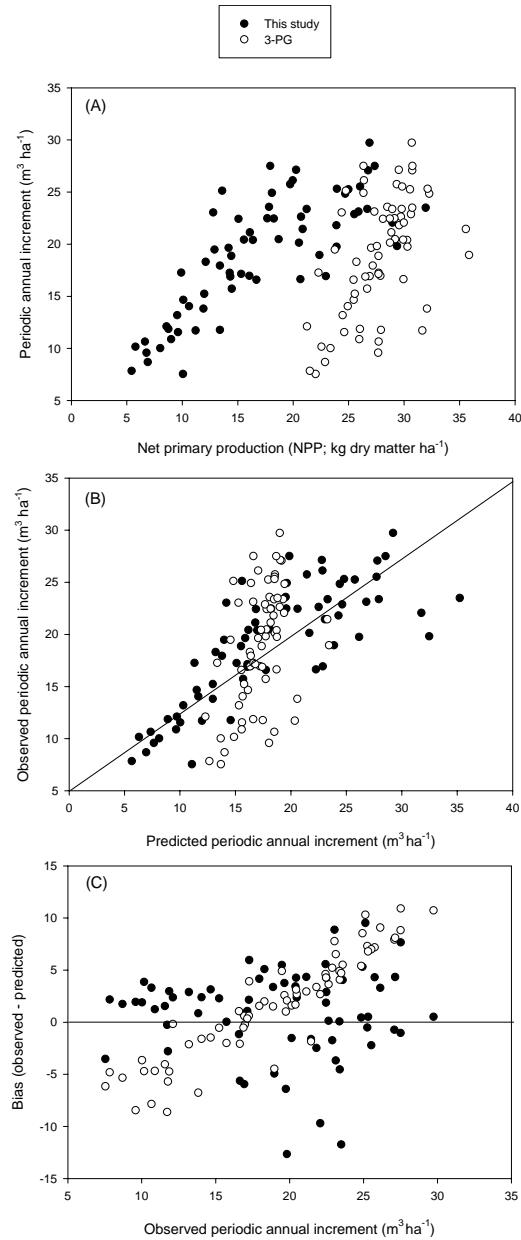 This study
3-PG
(A)
Periodic annual increment (m³ ha⁻¹)
35
30
25
20
15
10
5
0 5 10 15 20 25 30 35 40
Net primary production (NPP; kg dry matter ha⁻¹)
(B)
Observed periodic annual increment (m³ ha⁻¹)
35
30
25
20
15
10
5
0 5 10 15 20 25 30 35 40
Predicted periodic annual increment (m³ ha⁻¹)
(C)
Bias (observed - predicted)
15
10
5
0
-5
-10
-15
5 10 15 20 25 30 35
Observed periodic annual increment (m³ ha⁻¹)